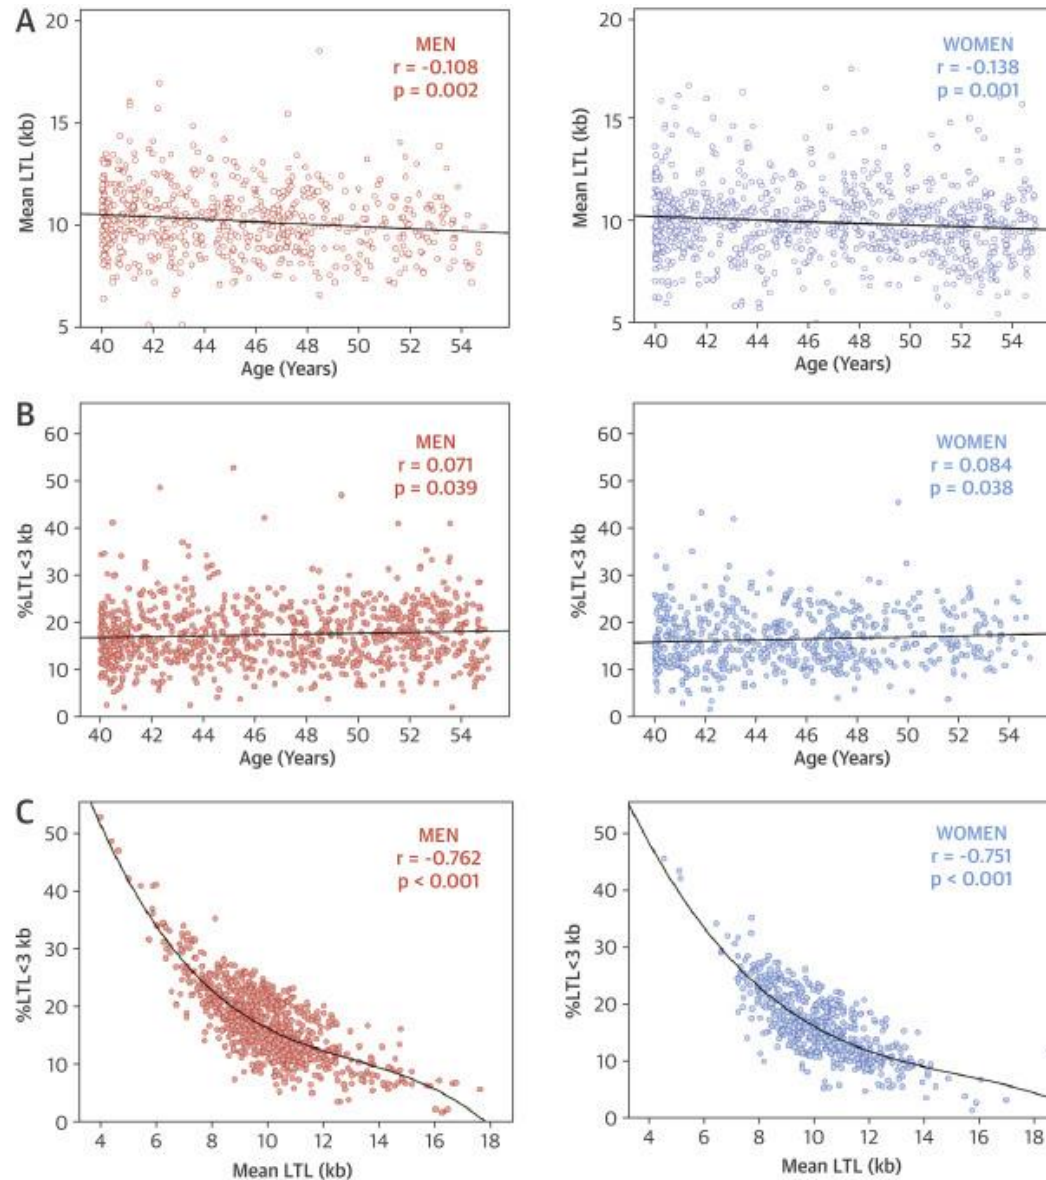 A
20
15
10
5
Mean LTL (kb)
MEN
r = -0.108
p = 0.002
40 42 44 46 48 50 52 54
Age (Years)
20
15
10
5
Mean LTL (kb)
WOMEN
r = -0.138
p = 0.001
40 42 44 46 48 50 52 54
Age (Years)
B
60
50
40
30
20
10
0
%LTL<3 kb
MEN
r = 0.071
p = 0.039
40 42 44 46 48 50 52 54
Age (Years)
60
50
40
30
20
10
0
%LTL<3 kb
WOMEN
r = 0.084
p = 0.038
40 42 44 46 48 50 52 54
Age (Years)
C
50
40
30
20
10
0
%LTL<3 kb
MEN
r = -0.762
p < 0.001
4 6 8 10 12 14 16 18
Mean LTL (kb)
50
40
30
20
10
0
%LTL<3 kb
WOMEN
r = -0.751
p < 0.001
4 6 8 10 12 14 16 18
Mean LTL (kb)